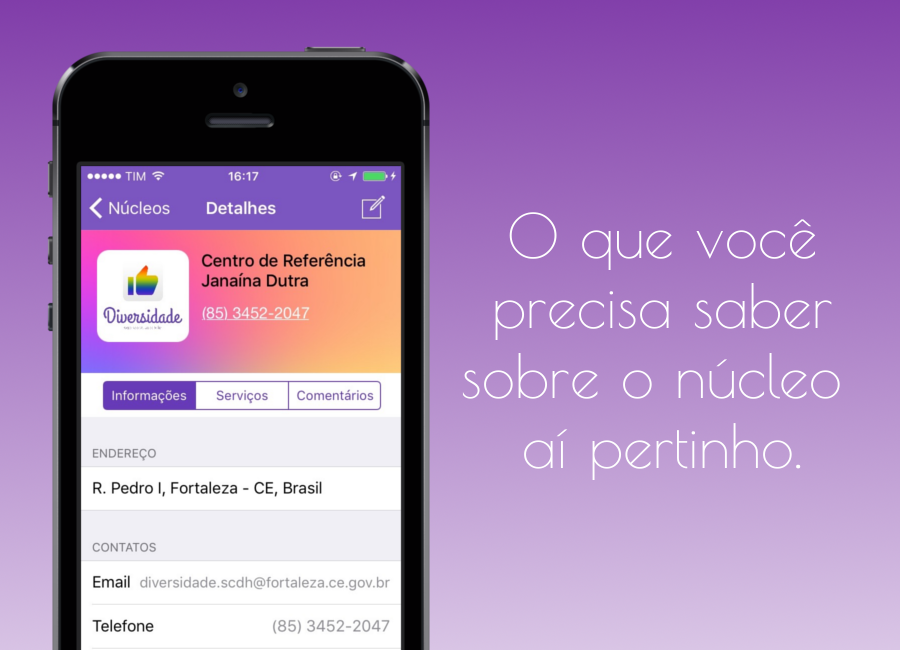 TIM
16:17
Núcleos
Detalhes
Centro de Referência
Janaína Dutra
(85) 3452-2047
Diversidade
Informações
Serviços
Comentários
ENDEREÇO
R. Pedro I, Fortaleza - CE, Brasil
CONTATOS
Email diversidade.scdh@fortaleza.ce.gov.br
Telefone (85) 3452-2047
O que você
precisa saber
sobre o núcleo
aí pertinho.